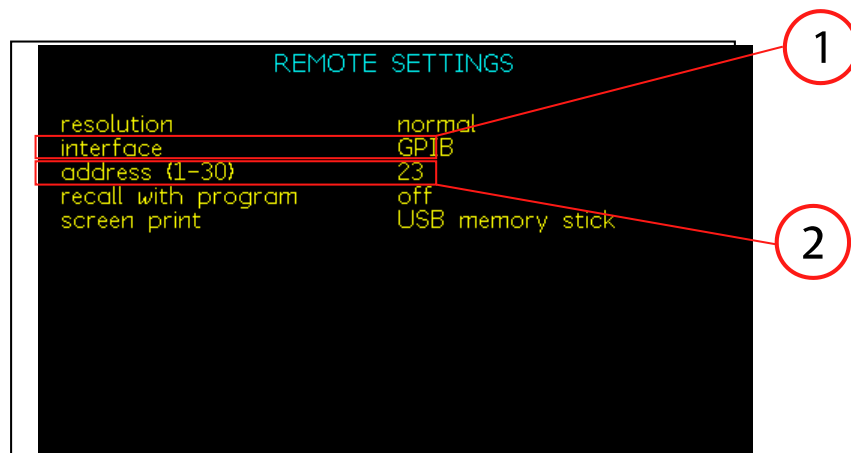 REMOTE SETTINGS
1
resolution normal
interface GPIB
address (1-30) 23
recall with program off
screen print USB memory stick
2